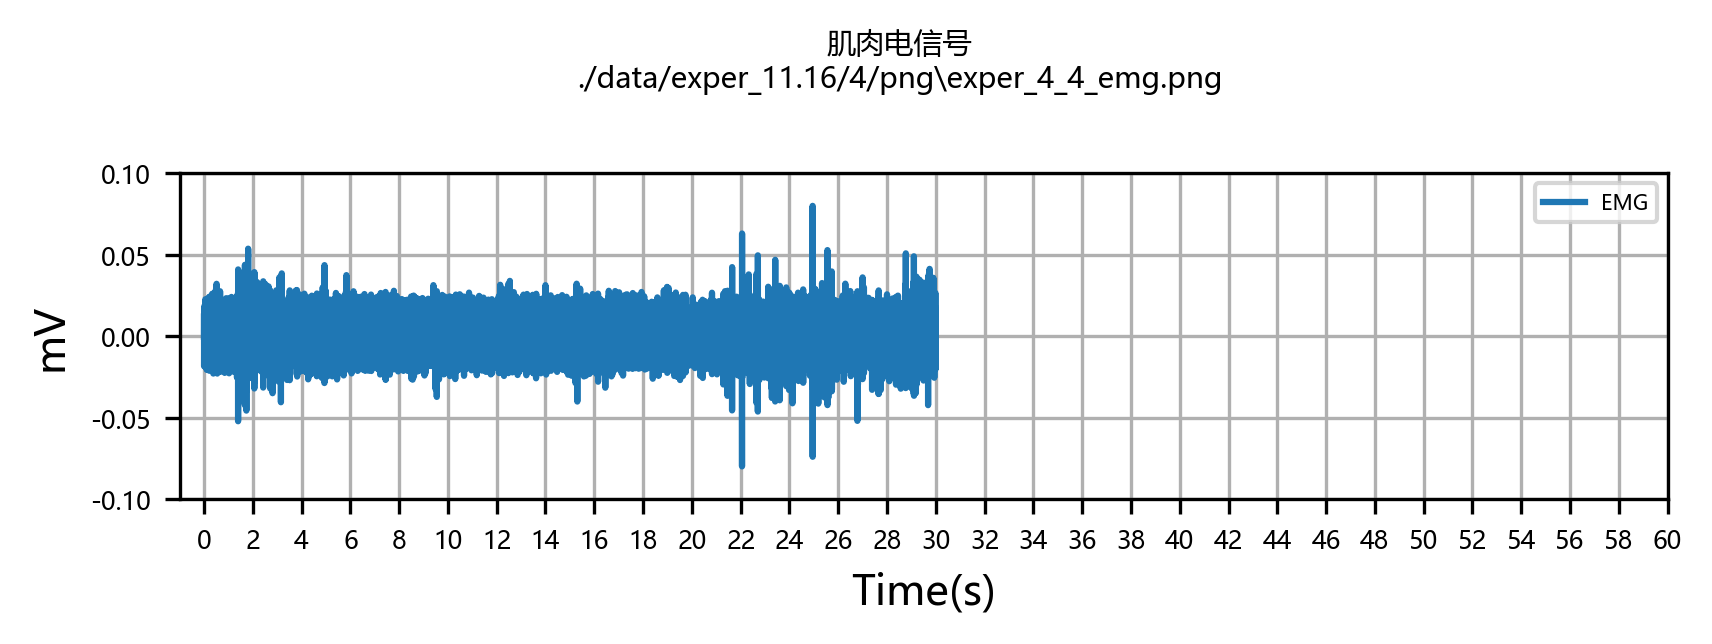 肌肉电信号
./data/exper_11.16/4/png\exper_4_4_emg.png
0.10
0.05
0.00
-0.05
-0.10
mV
EMG
0 2 4 6 8 10 12 14 16 18 20 22 24 26 28 30 32 34 36 38 40 42 44 46 48 50 52 54 56 58 60
Time(s)